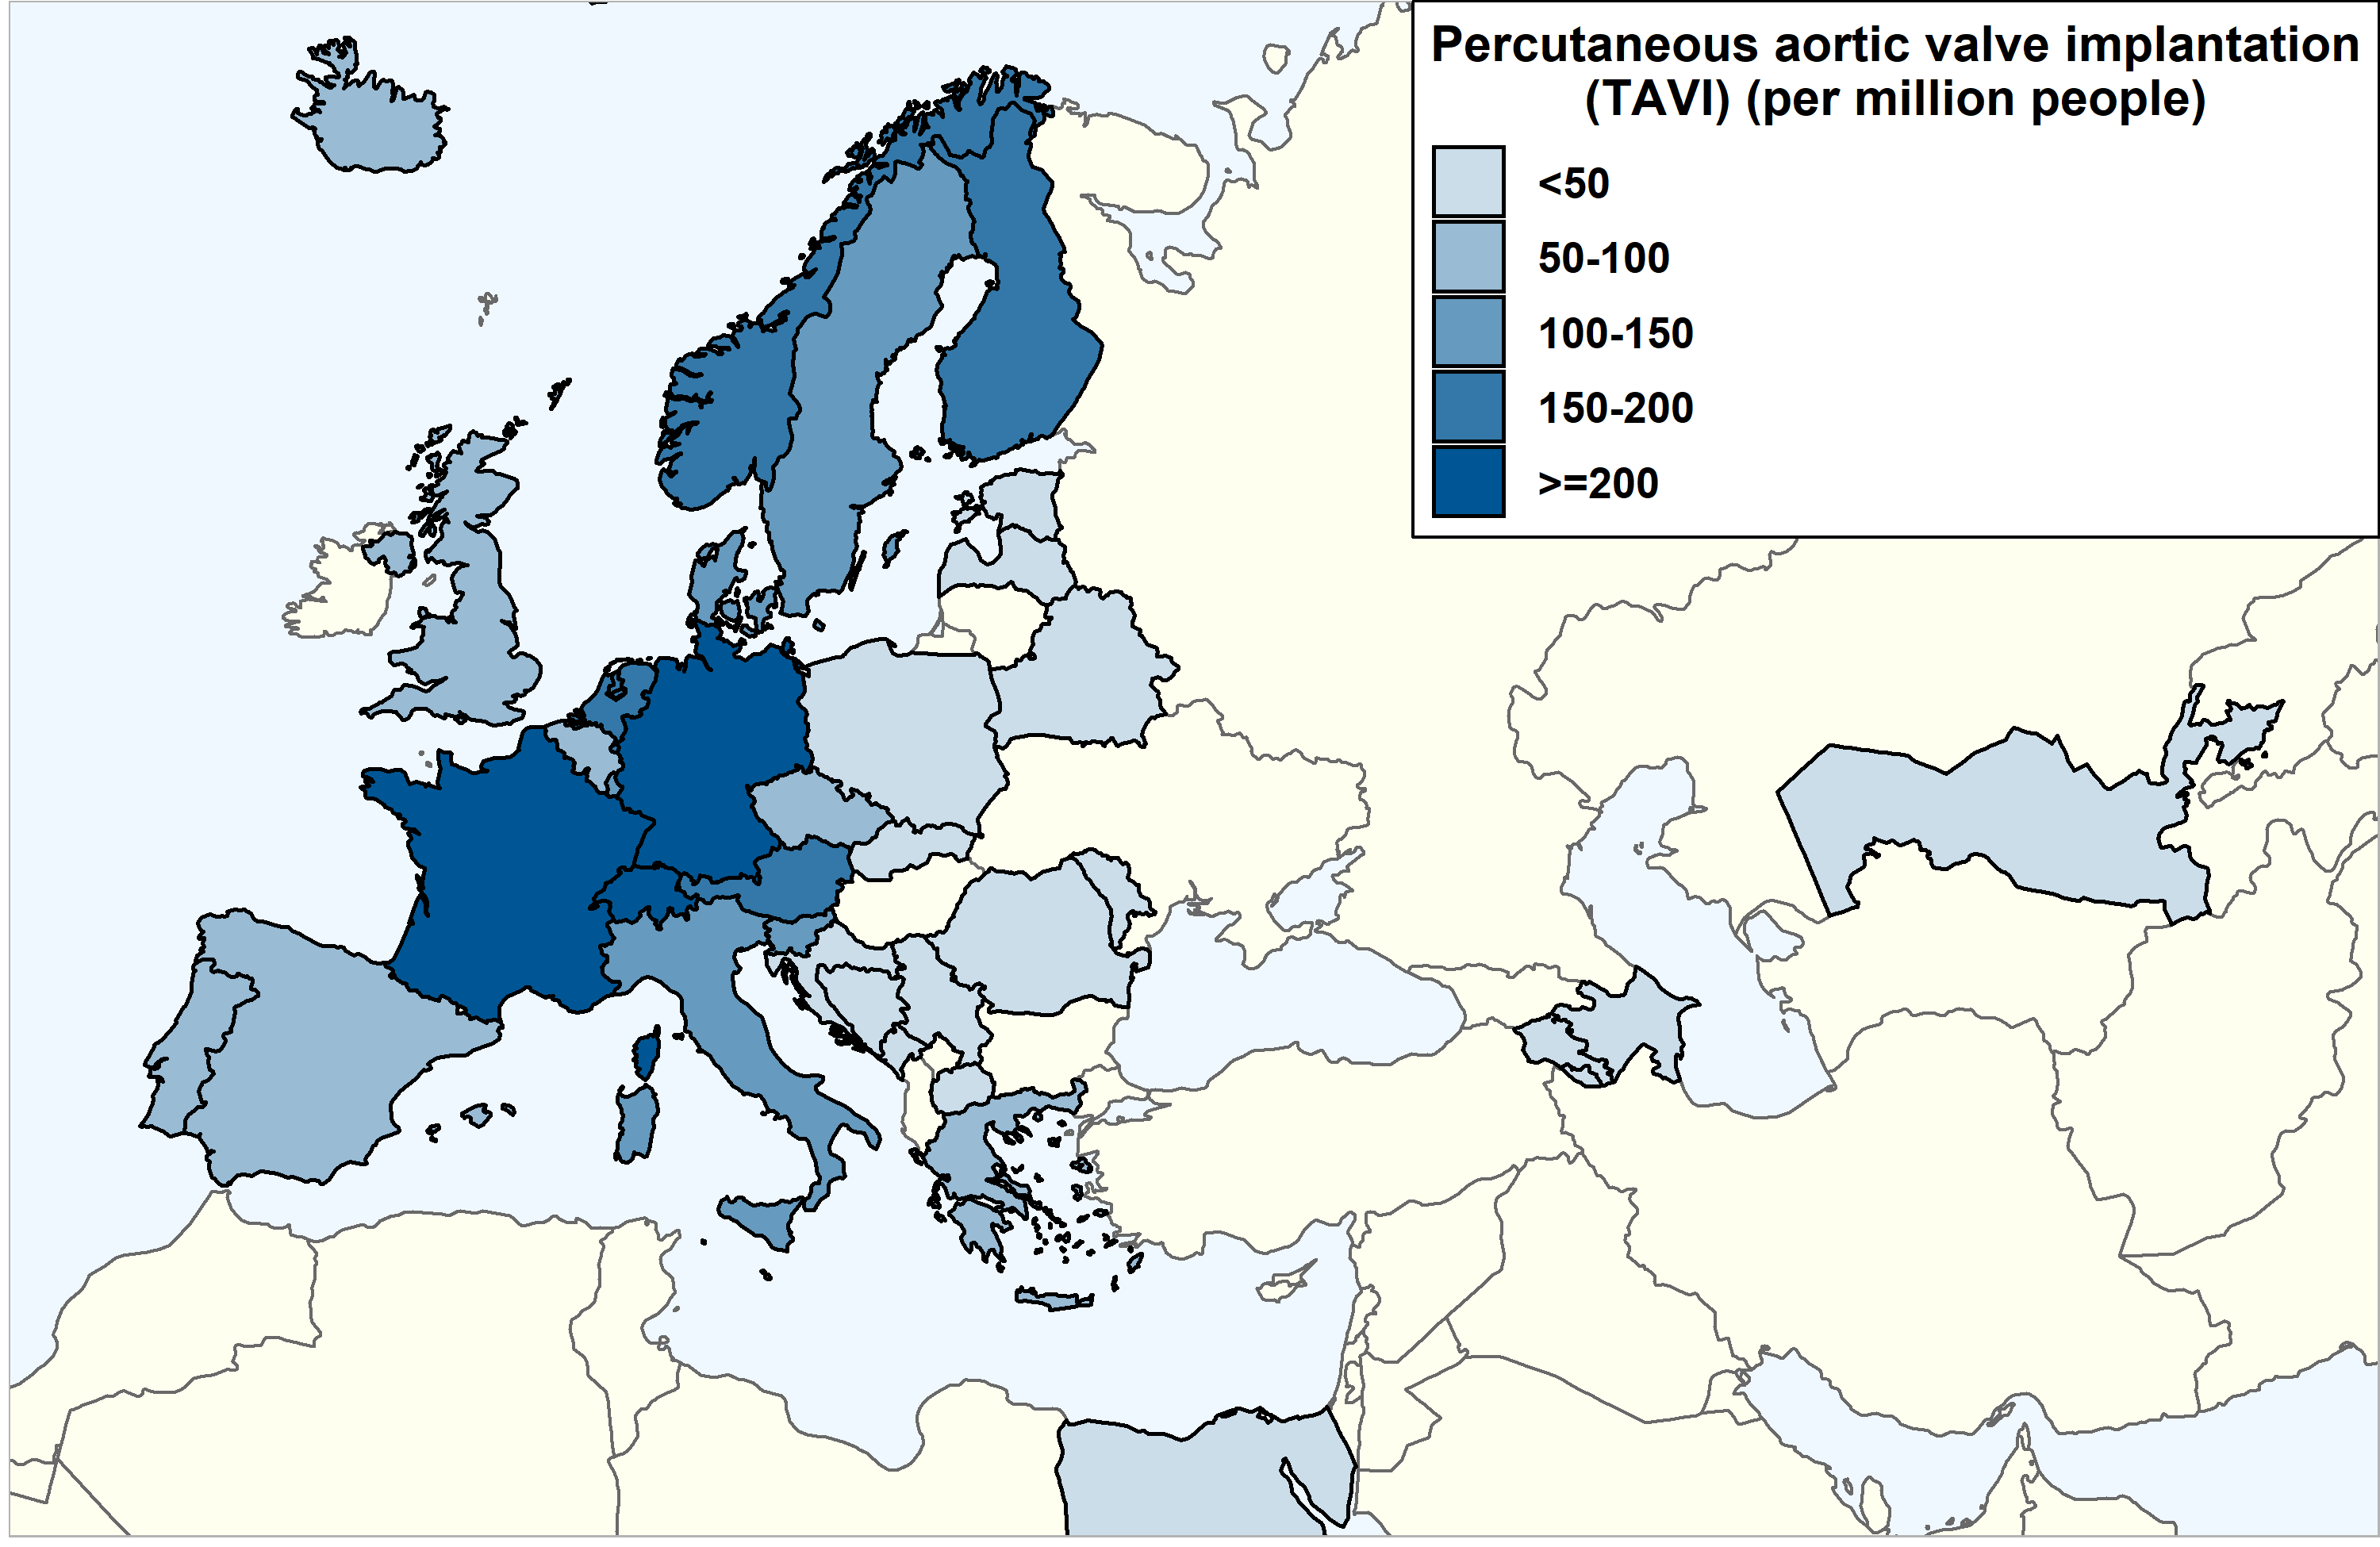 Percutaneous aortic valve implantation
(TAVI) (per million people)
<50
50-100
100-150
150-200
>=200